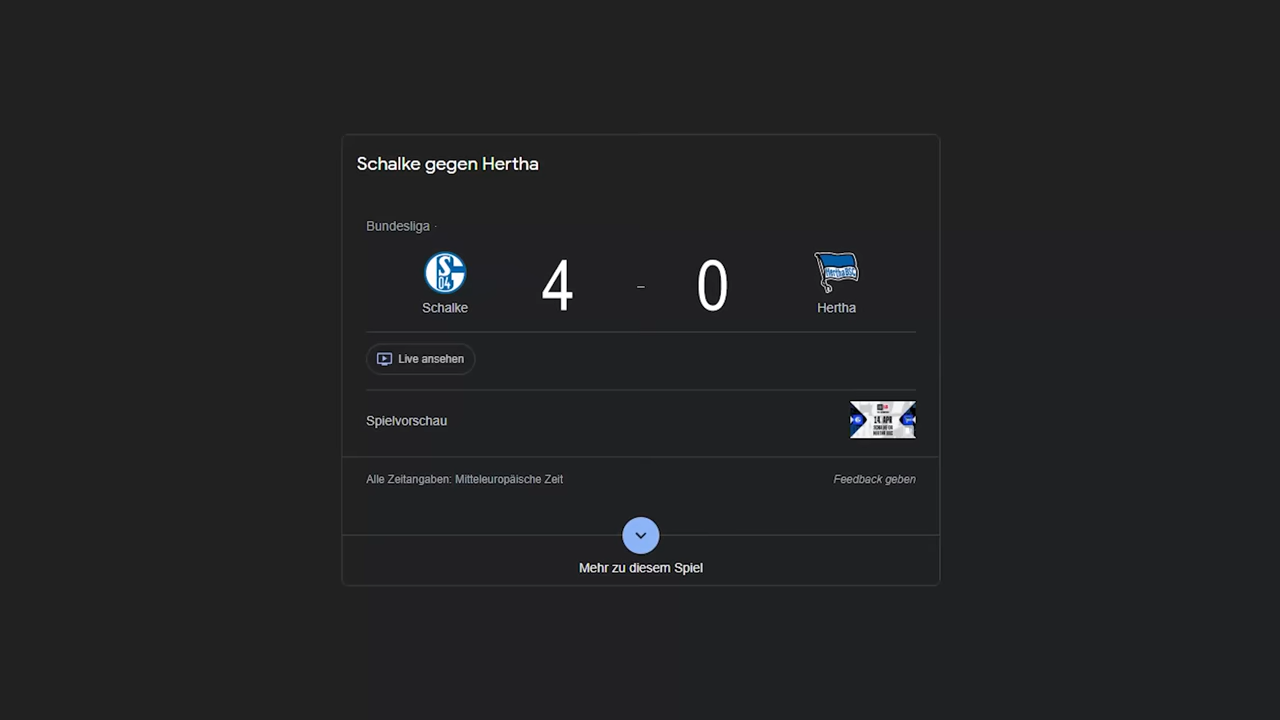 Schalke gegen Hertha
Bundesliga ·
4 - 0
Schalke
Hertha
Live ansehen
Spielvorschau
Alle Zeitangaben: Mitteleuropäische Zeit
Feedback geben
Mehr zu diesem Spiel